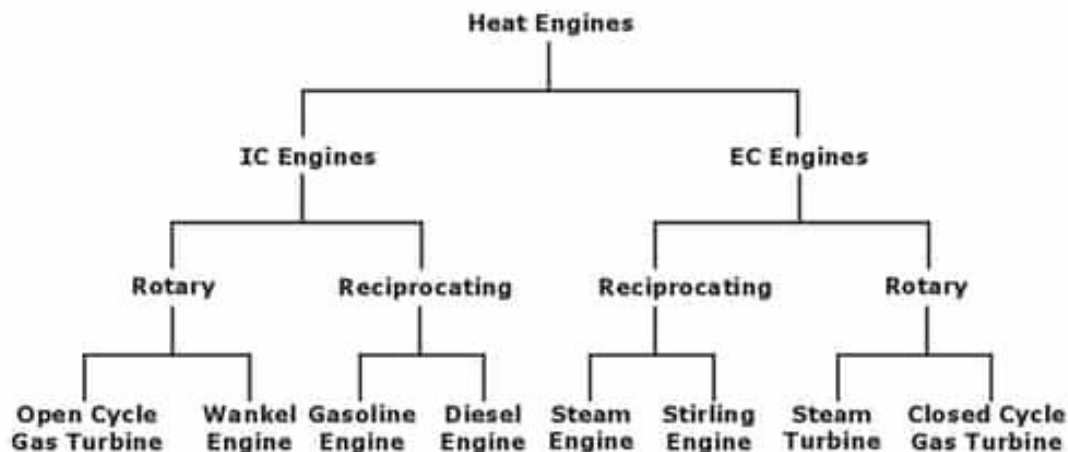 Heat Engines
IC Engines
EC Engines
Rotary
Reciprocating
Reciprocating
Rotary
Open Cycle
Gas Turbine
Wankel
Engine
Gasoline
Engine
Diesel
Engine
Steam
Engine
Stirling
Engine
Steam
Turbine
Closed Cycle
Gas Turbine